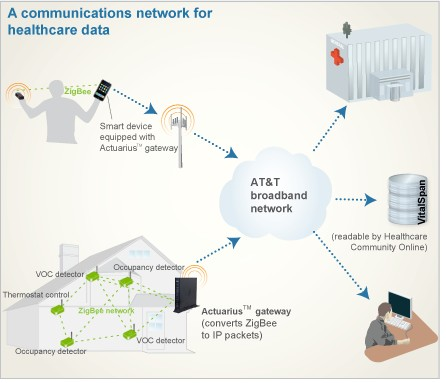 A communications network for
healthcare data
ZigBee
Smart device
equipped with
Actuarius™ gateway
AT&T
broadband
network
VitalSpan
(readable by Healthcare
Community Online)
Occupancy detector
VOC detector
Thermostat control
ZigBee network
VOC detector
Occupancy detector
Actuarius™ gateway
(converts ZigBee
to IP packets)